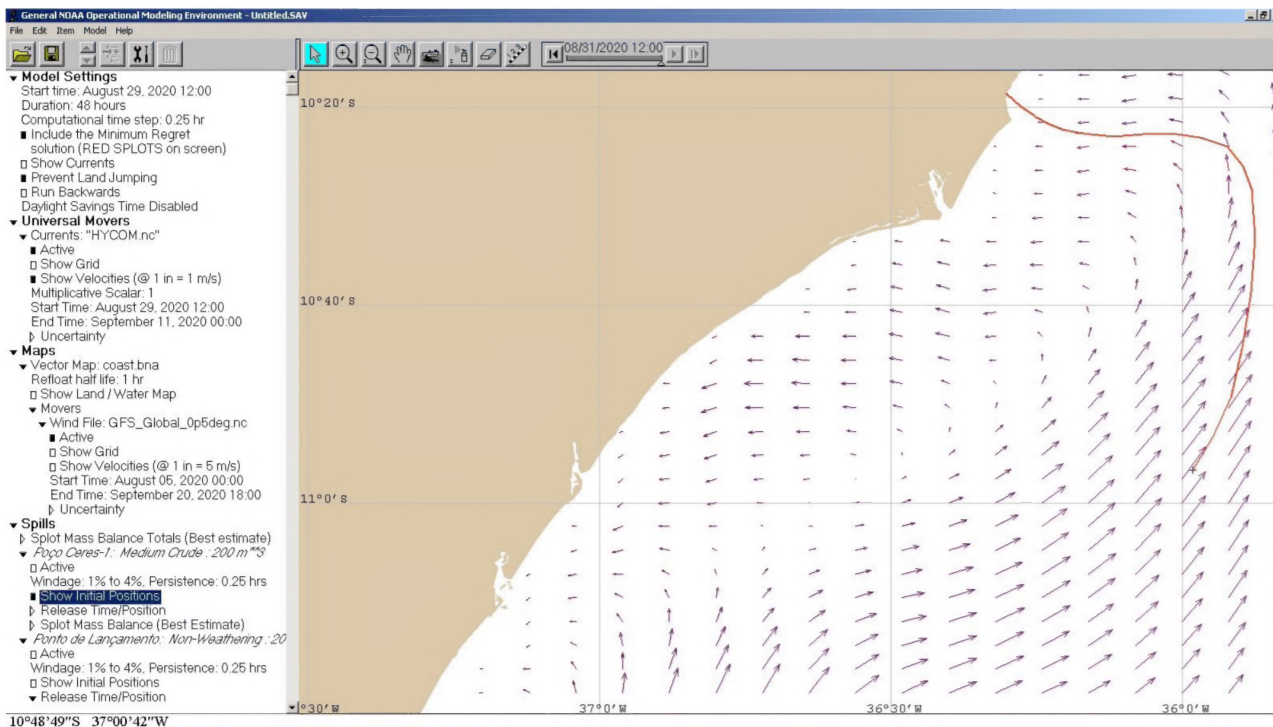 General NOAA Operational Modeling Environment - Untitled.SAV
File Edit Item Model Help
08/31/2020 12:00
Model Settings
Start time: August 29, 2020 12:00
Duration: 48 hours
Computational time step: 0.25 hr
Include the Minimum Regret
solution (RED SPLOTS on screen)
Show Currents
Prevent Land Jumping
Run Backwards
Daylight Savings Time Disabled
Universal Movers
Currents: "HYCOM.nc"
Active
Show Grid
Show Velocities (@ 1 in = 1 m/s)
Multiplicative Scalar: 1
Start Time: August 29, 2020 12:00
End Time: September 11, 2020 00:00
Uncertainty
Maps
Vector Map: coast.bna
Refloat half life: 1 hr
Show Land / Water Map
Movers
Wind File: GFS_Global_0p5deg.nc
Active
Show Grid
Show Velocities (@ 1 in = 5 m/s)
Start Time: August 05, 2020 00:00
End Time: September 20, 2020 18:00
Uncertainty
Spills
Splot Mass Balance Totals (Best estimate)
Poço Ceres-1: Medium Crude : 200 m**3
Active
Windage: 1% to 4%, Persistence: 0.25 hrs
Show Initial Positions
Release Time/Position
Splot Mass Balance (Best Estimate)
Ponto de Lançamento: Non-Weathering : 20
Active
Windage: 1% to 4%, Persistence: 0.25 hrs
Show Initial Positions
Release Time/Position
10°20' S
10°40' S
11°0' S
°30' W 37°0' W 36°30' W 36°0' W
10°48'49"S 37°00'42"W